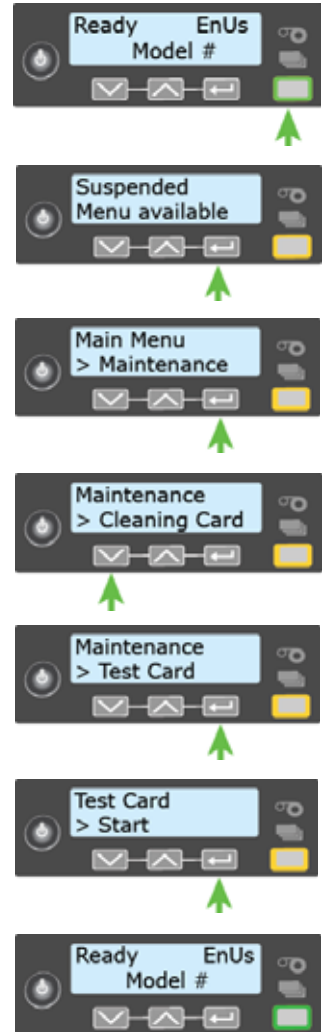 Ready EnUs
Model #
Suspended
Menu available
Main Menu
> Maintenance
Maintenance
> Cleaning Card
Maintenance
> Test Card
Test Card
> Start
Ready EnUs
Model #